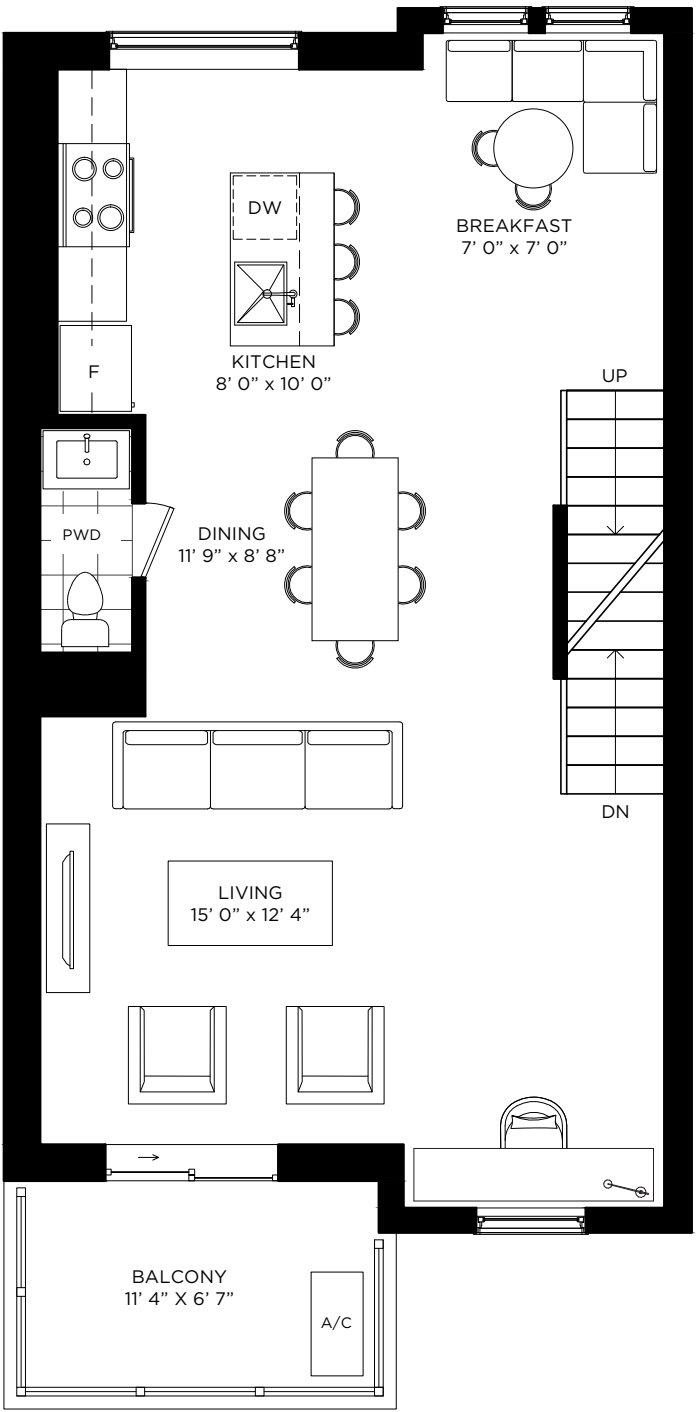 DW
BREAKFAST
7’ 0” x 7’ 0”
F
KITCHEN
8’ 0” x 10’ 0”
UP
PWD
DINING
11’ 9” x 8’ 8”
DN
LIVING
15’ 0” x 12’ 4”
BALCONY
11’ 4” X 6’ 7”
A/C